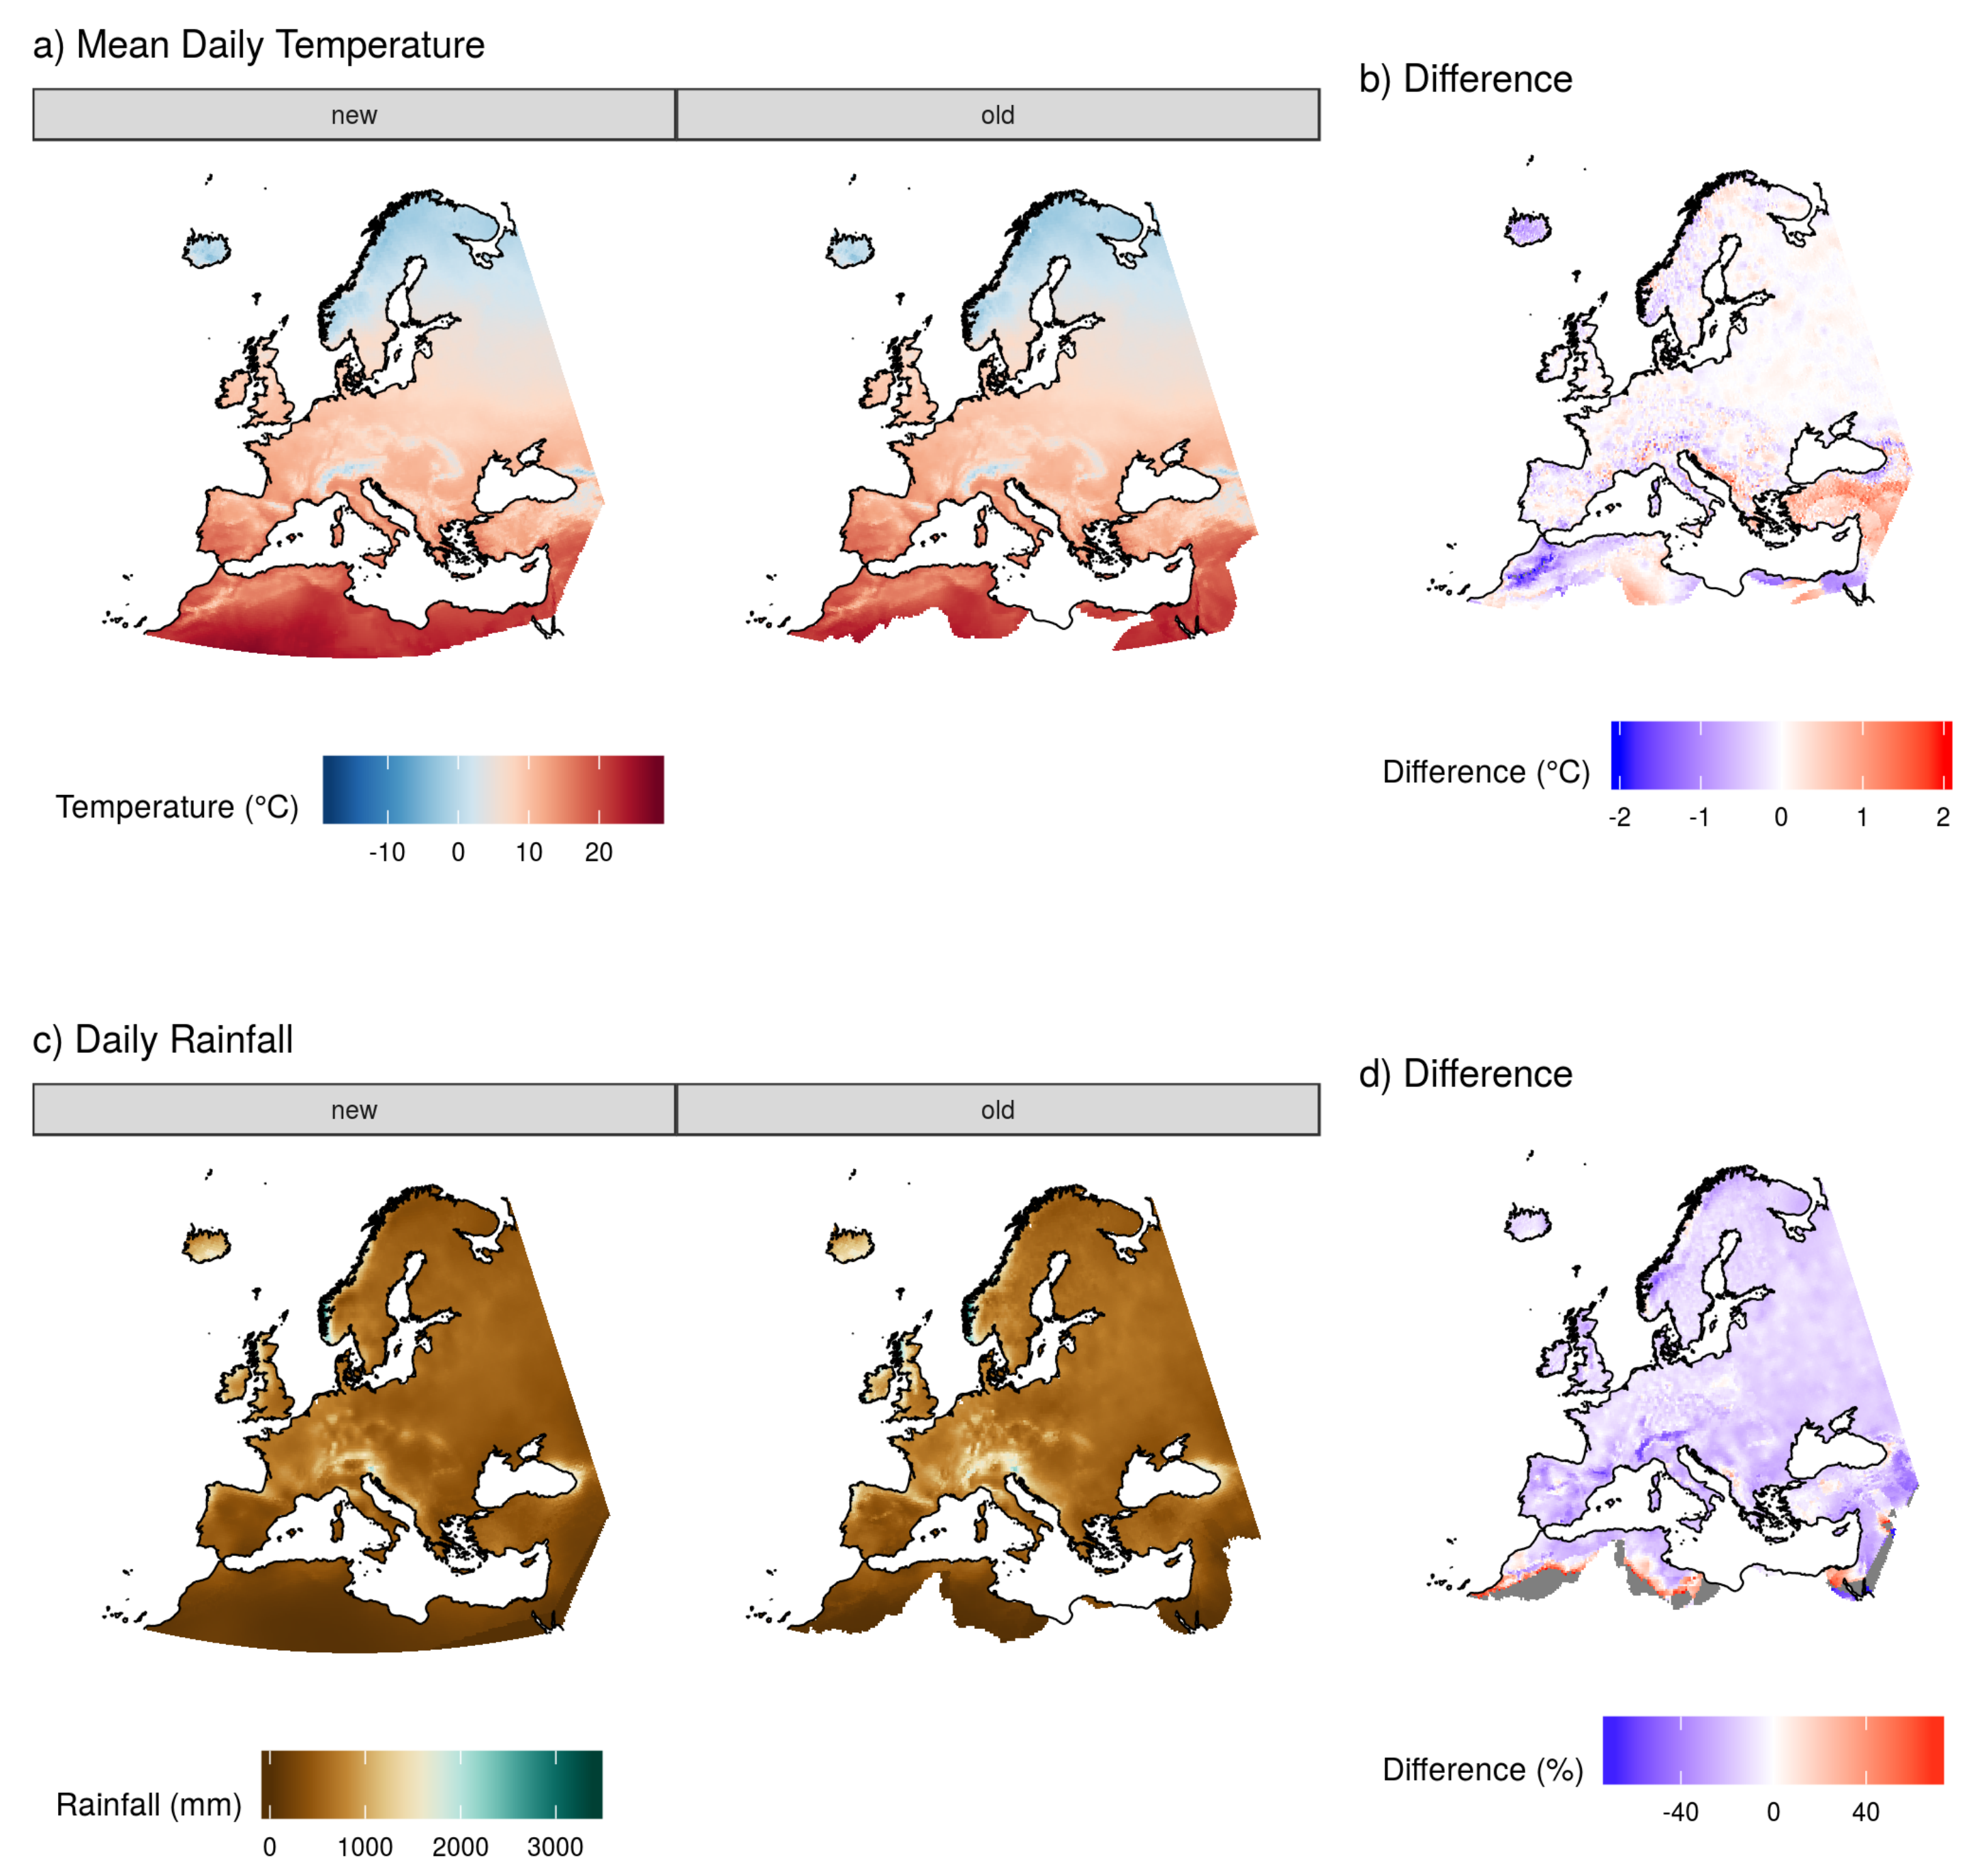 a) Mean Daily Temperature
b) Difference
new
old
Temperature (°C)
-10 0 10 20
Difference (°C)
-2 -1 0 1 2
c) Daily Rainfall
d) Difference
new
old
Rainfall (mm)
0 1000 2000 3000
Difference (%)
-40 0 40